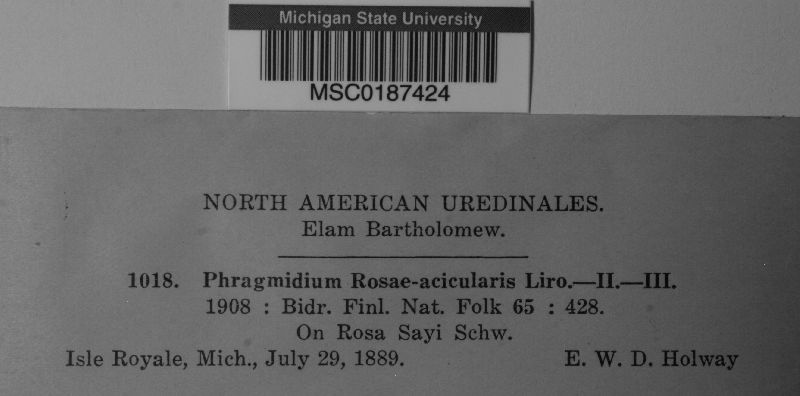 Michigan State University
MSC0187424
NORTH AMERICAN UREDINALES.
Elam Bartholomew.
1018. Phragmidium Rosae-acicularis Liro.—II.—III.
1908 : Bidr. Finl. Nat. Folk 65 : 428.
On Rosa Sayi Schw.
Isle Royale, Mich., July 29, 1889. E. W. D. Holway